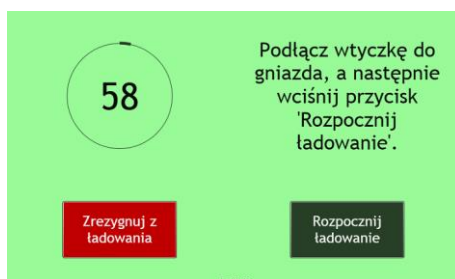 58
Podłącz wtyczkę do
gniazda, a następnie
wciśnij przycisk
'Rozpocznij
ładowanie'.
Zrezygnuj z
ładowania
Rozpocznij
ładowanie